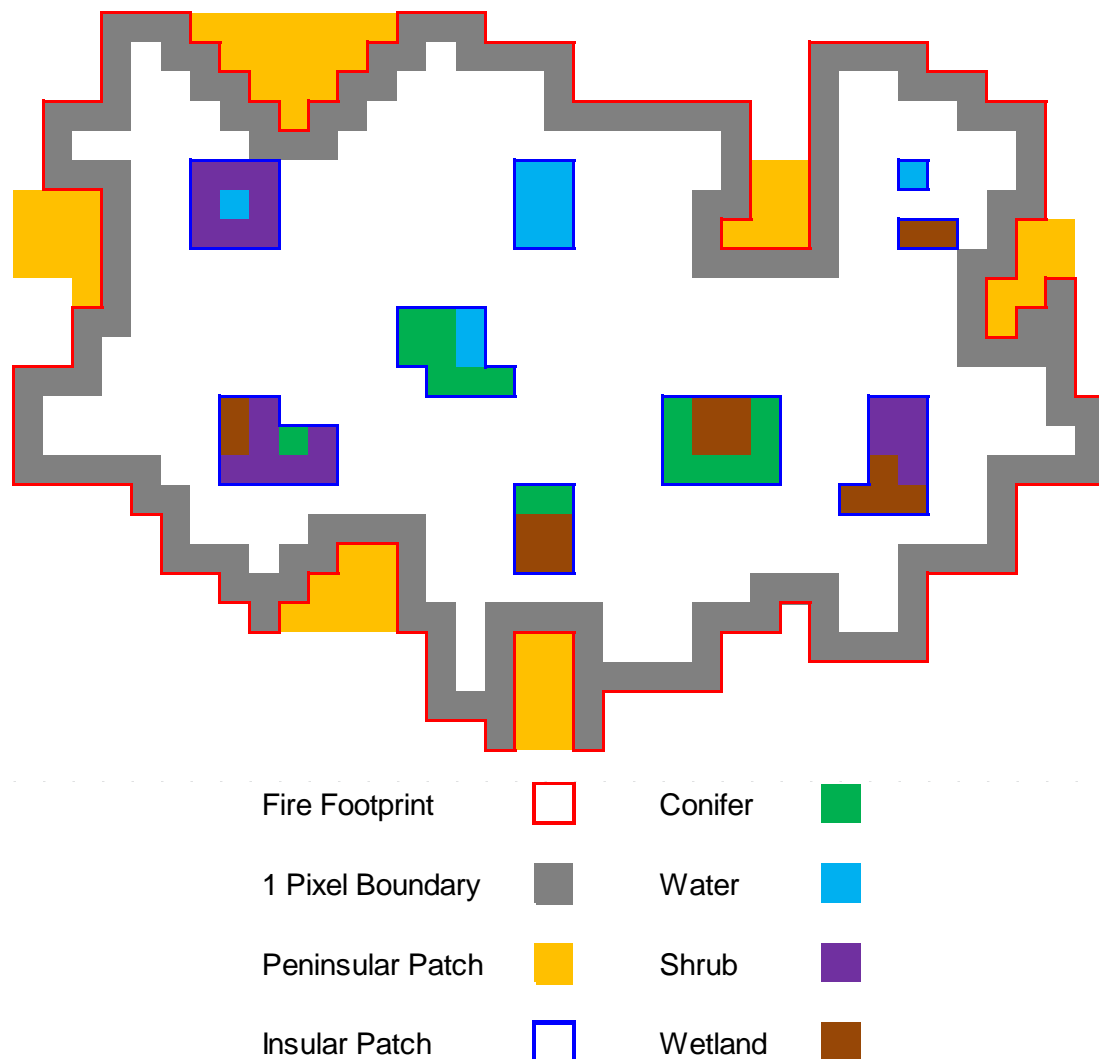 Fire Footprint Conifer
1 Pixel Boundary Water
Peninsular Patch Shrub
Insular Patch Wetland